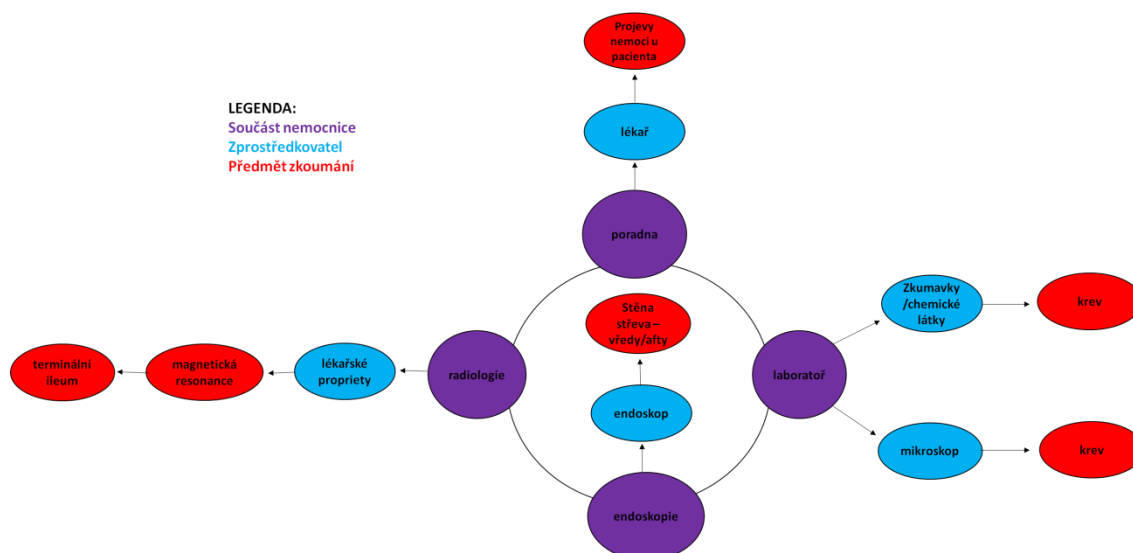 Projevy
nemoci u
pacienta
LEGENDA:
Součást nemocnice
Zprostředkovatel
Předmět zkoumání
lékař
poradna
Stěna
střeva –
vředy/afty
Zkumavky
/chemické
látky
krev
terminální
ileum
magnetická
resonance
lékařské
propriety
radiologie
laboratoř
endoskop
mikroskop
krev
endoskopie